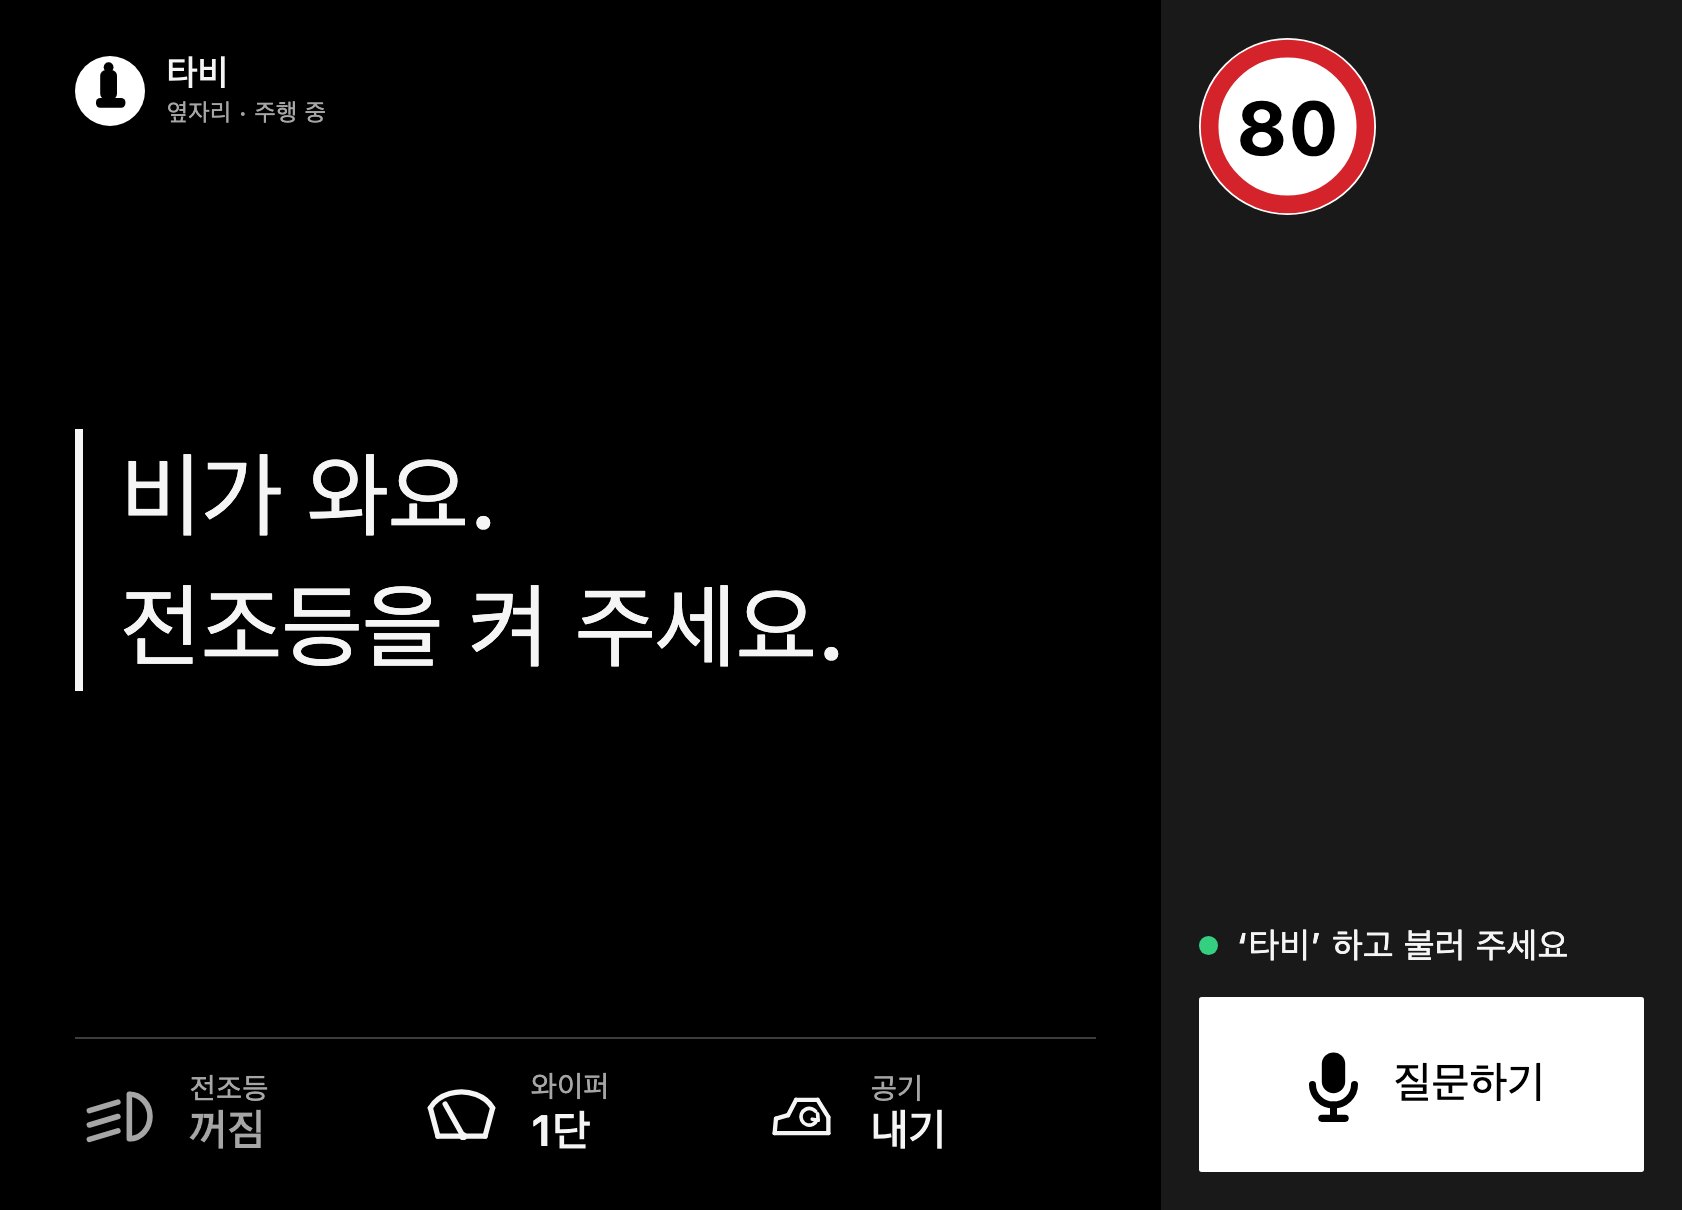 타비
옆자리 · 주행 중
80
비가 와요.
전조등을 켜 주세요.
‘타비’ 하고 불러 주세요
질문하기
전조등
꺼짐
와이퍼
1단
공기
내기